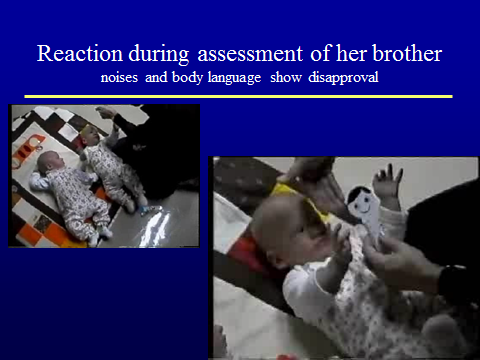 Reaction during assessment of her brother
noises and body language show disapproval